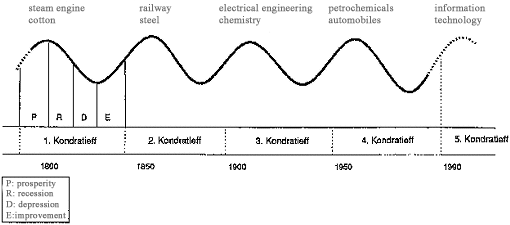 steam engine
cotton
railway
steel
electrical engineering
chemistry
petrochemicals
automobiles
information
technology
P R D E
1. Kondratieff 2. Kondratieff 3. Kondratieff 4. Kondratieff 5. Kondratieff
1800 1850 1900 1950 1990
P: prosperity
R: recession
D: depression
E:improvement